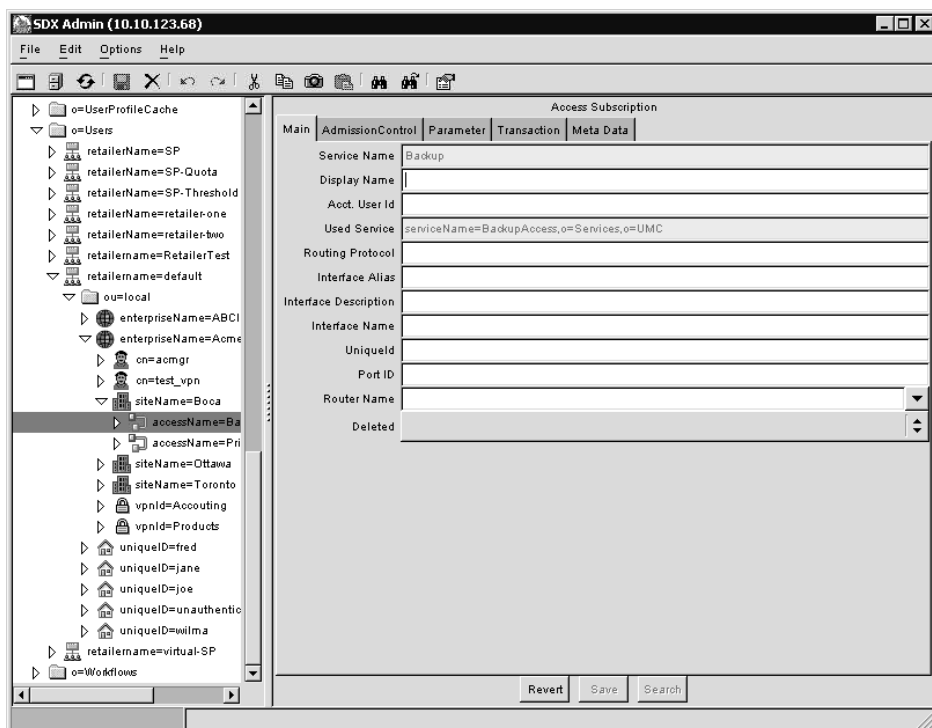 SDX Admin (10.10.123.68)
File Edit Options Help
o=UserProfileCache
o=Users
retailerName=SP
retailerName=SP-Quota
retailerName=SP-Threshold
retailerName=retailer-one
retailerName=retailer-two
retailername=RetailerTest
retailername=default
ou=local
enterpriseName=ABCI
enterpriseName=Acme
cn=acmgr
cn=test_vpn
siteName=Boca
accessName=Ba
accessName=Pri
siteName=Ottawa
siteName=Toronto
vpnId=Accouting
vpnId=Products
uniqueID=fred
uniqueID=jane
uniqueID=joe
uniqueID=unauthentic
uniqueID=wilma
retailername=virtual-SP
o=Workflows
Access Subscription
Main AdmissionControl Parameter Transaction Meta Data
Service Name Backup
Display Name
Acct. User Id
Used Service serviceName=BackupAccess,o=Services,o=UMC
Routing Protocol
Interface Alias
Interface Description
Interface Name
UniqueId
Port ID
Router Name
Deleted
Revert Save Search